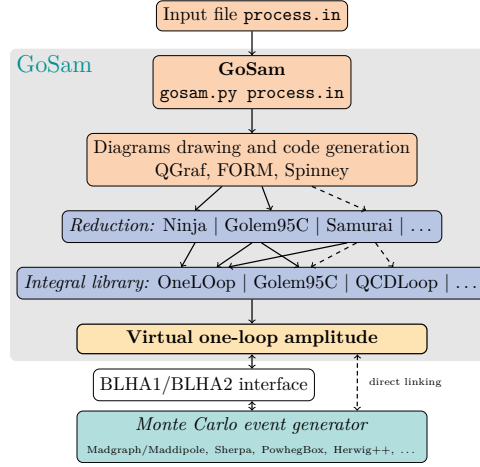 Input file process.in
GoSam
GoSam
gosam.py process.in
Diagrams drawing and code generation
QGraf, FORM, Spinney
Reduction: Ninja | Golem95C | Samurai | ...
Integral library: OneLOop | Golem95C | QCDLoop | ...
Virtual one-loop amplitude
BLHA1/BLHA2 interface
direct linking
Monte Carlo event generator
Madgraph/Maddipole, Sherpa, PowhegBox, Herwig++, ...